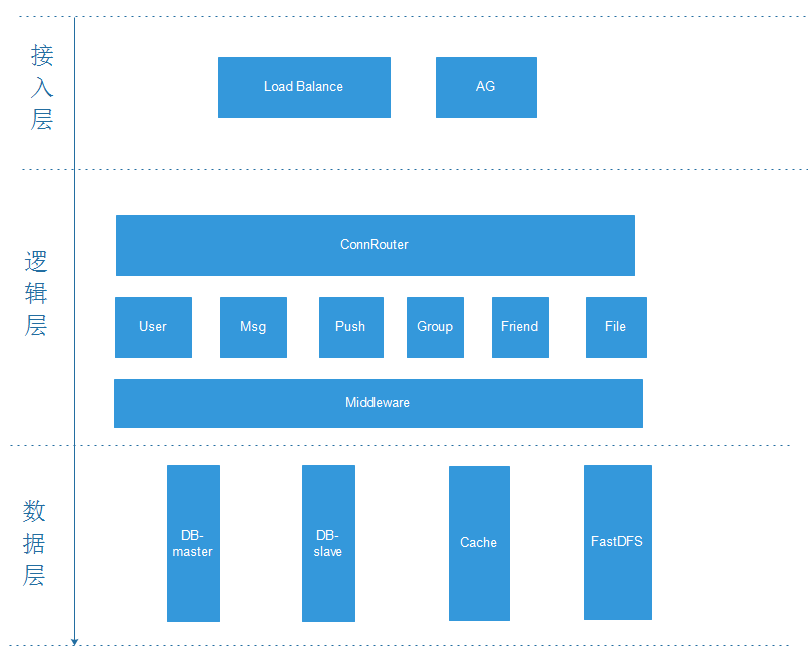 接
入
层
Load Balance
AG
逻
辑
层
ConnRouter
User
Msg
Push
Group
Friend
File
Middleware
数
据
层
DB-
master
DB-
slave
Cache
FastDFS